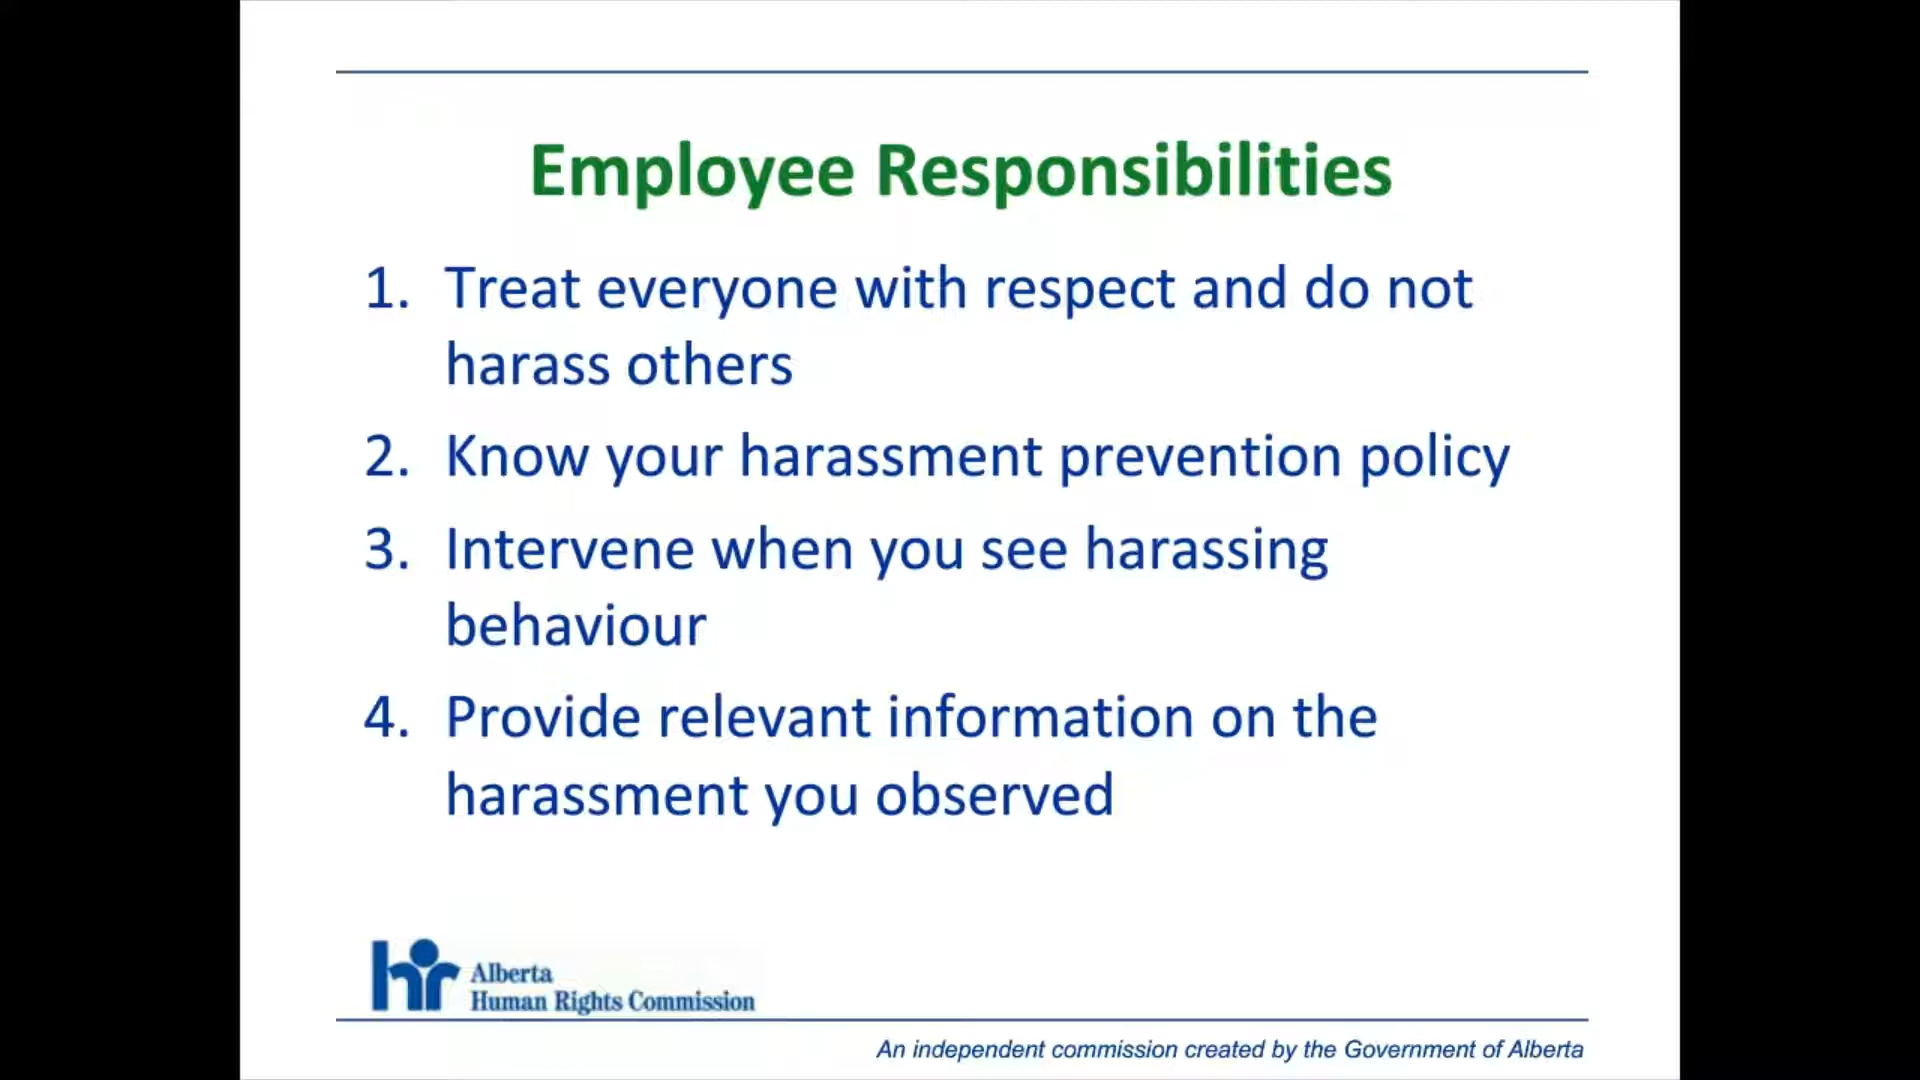 Employee Responsibilities
1. Treat everyone with respect and do not
harass others
2. Know your harassment prevention policy
3. Intervene when you see harassing
behaviour
4. Provide relevant information on the
harassment you observed
hr Alberta
Human Rights Commission
An independent commission created by the Government of Alberta